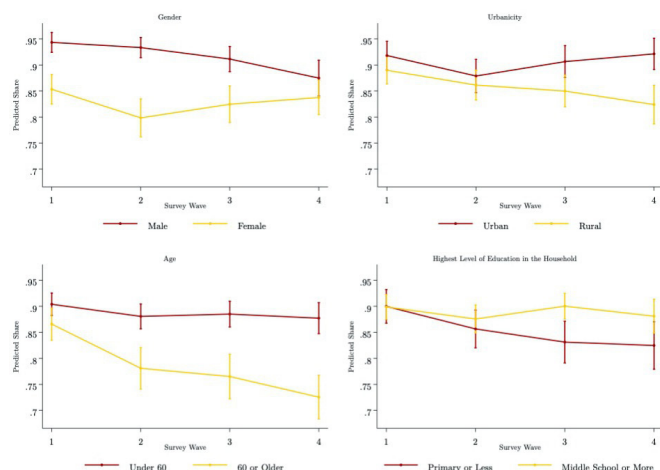 Gender
.95
.9
.85
.8
.75
.7
Predicted Share
1 2 3 4
Survey Wave
Male Female
Urbanicity
.95
.9
.85
.8
.75
.7
Predicted Share
1 2 3 4
Survey Wave
Urban Rural
Age
.95
.9
.85
.8
.75
.7
Predicted Share
1 2 3 4
Survey Wave
Under 60 60 or Older
Highest Level of Education in the Household
.95
.9
.85
.8
.75
.7
Predicted Share
1 2 3 4
Survey Wave
Primary or Less Middle School or More